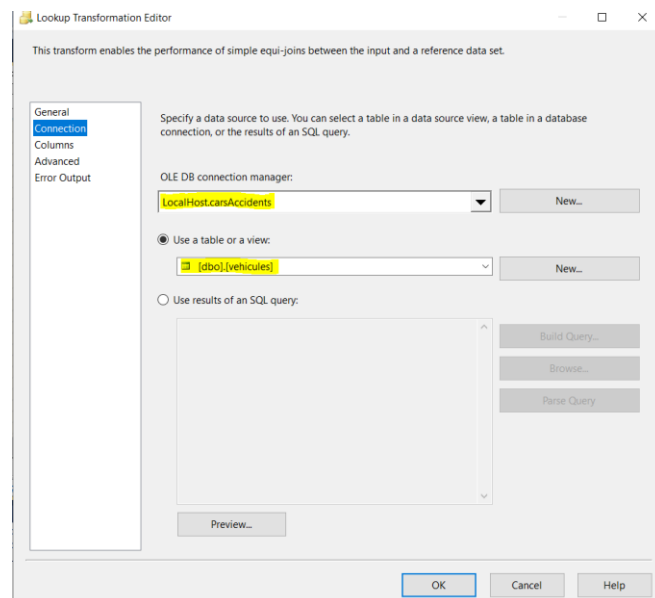 Lookup Transformation Editor
This transform enables the performance of simple equi-joins between the input and a reference data set.
General
Connection
Columns
Advanced
Error Output
Specify a data source to use. You can select a table in a data source view, a table in a database
connection, or the results of an SQL query.
OLE DB connection manager:
LocalHost.carsAccidents
New...
Use a table or a view:
[dbo].[vehicules]
New...
Use results of an SQL query:
Build Query...
Browse...
Parse Query
Preview...
OK
Cancel
Help